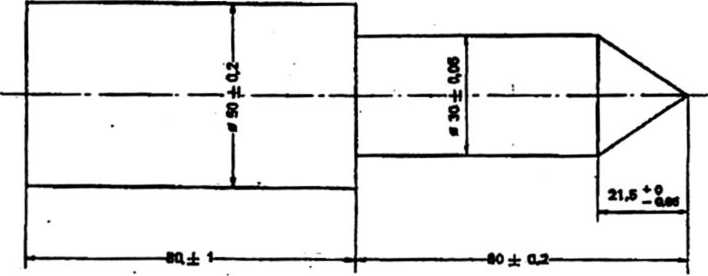 ø 50 ± 0,2
ø 30 ± 0,05
21,5 +0
- 0,05
80 ± 1
80 ± 0,2